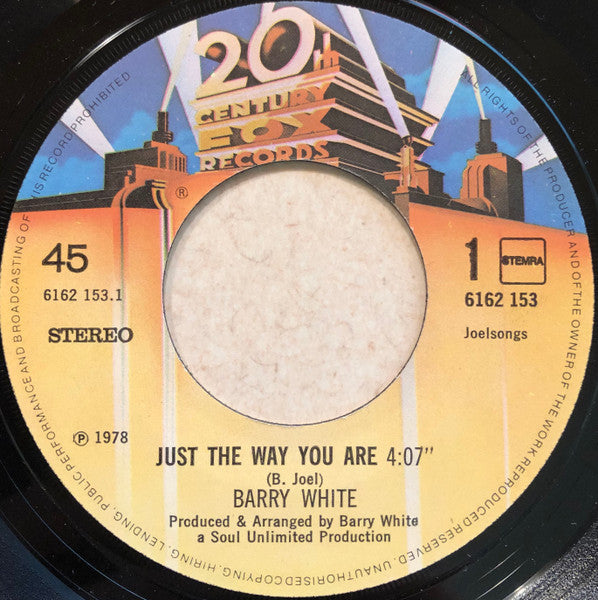 20th
CENTURY
FOX
RECORDS
®
45
6162 153.1
STEREO
℗ 1978
1
STEMRA
6162 153
Joelsongs
JUST THE WAY YOU ARE 4:07"
(B. Joel)
BARRY WHITE
Produced & Arranged by Barry White
a Soul Unlimited Production
ALL RIGHTS OF THE PRODUCER AND OF THE OWNER OF THE WORK REPRODUCED RESERVED. UNAUTHORISED COPYING, HIRING, LENDING, PUBLIC PERFORMANCE AND BROADCASTING OF THIS RECORD PROHIBITED